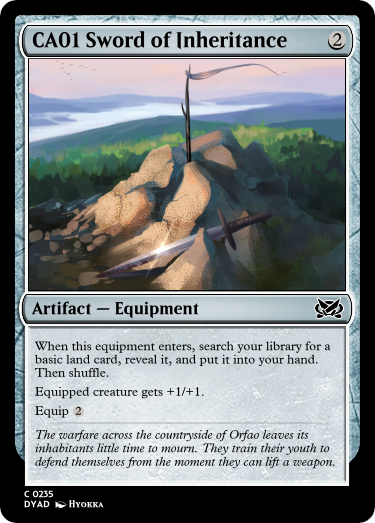 CA01 Sword of Inheritance 2
Artifact — Equipment
When this equipment enters, search your library for a
basic land card, reveal it, and put it into your hand.
Then shuffle.
Equipped creature gets +1/+1.
Equip 2
The warfare across the countryside of Orfao leaves its
inhabitants little time to mourn. They train their youth to
defend themselves from the moment they can lift a weapon.
C 0235
DYAD Hyokka